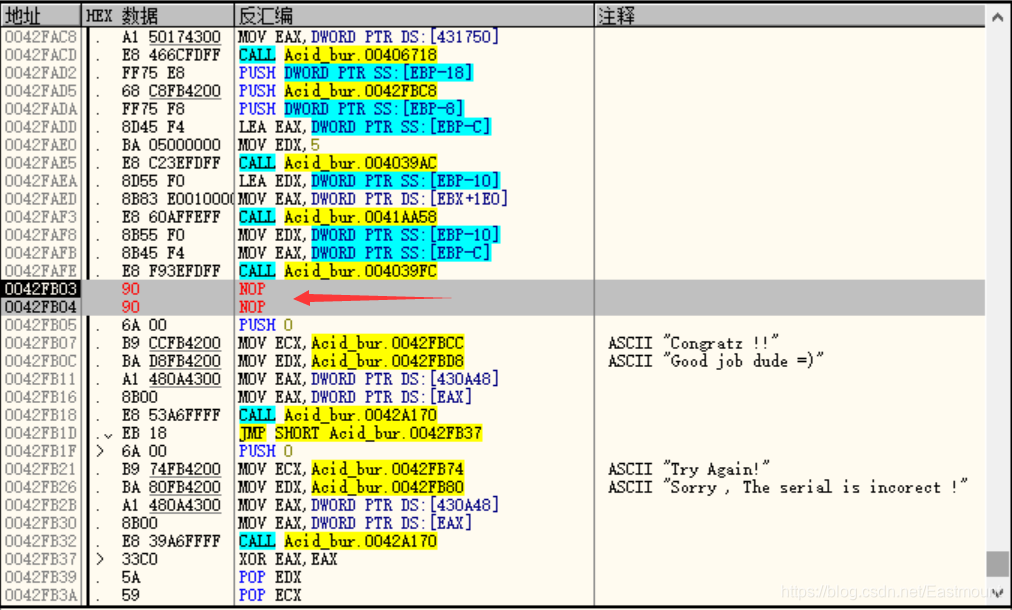 地址 HEX 数据 反汇编 注释
0042FAC8 . A1 50174300 MOV EAX,DWORD PTR DS:[431750]
0042FACD . E8 466CFDFF CALL Acid_bur.00406718
0042FAD2 . FF75 E8 PUSH DWORD PTR SS:[EBP-18]
0042FAD5 . 68 C8FB4200 PUSH Acid_bur.0042FBC8
0042FADA . FF75 F8 PUSH DWORD PTR SS:[EBP-8]
0042FADD . 8D45 F4 LEA EAX,DWORD PTR SS:[EBP-C]
0042FAE0 . BA 05000000 MOV EDX,5
0042FAE5 . E8 C23EFDFF CALL Acid_bur.004039AC
0042FAEA . 8D55 F0 LEA EDX,DWORD PTR SS:[EBP-10]
0042FAED . 8B83 E0010000 MOV EAX,DWORD PTR DS:[EBX+1E0]
0042FAF3 . E8 60AFFEFF CALL Acid_bur.0041AA58
0042FAF8 . 8B55 F0 MOV EDX,DWORD PTR SS:[EBP-10]
0042FAFB . 8B45 F4 MOV EAX,DWORD PTR SS:[EBP-C]
0042FAFE . E8 F93EFDFF CALL Acid_bur.004039FC
0042FB03 90 NOP
0042FB04 90 NOP
0042FB05 . 6A 00 PUSH 0
0042FB07 . B9 CCFB4200 MOV ECX,Acid_bur.0042FBCC ASCII "Congratz !!"
0042FB0C . BA D8FB4200 MOV EDX,Acid_bur.0042FBD8 ASCII "Good job dude =)"
0042FB11 . A1 480A4300 MOV EAX,DWORD PTR DS:[430A48]
0042FB16 . 8B00 MOV EAX,DWORD PTR DS:[EAX]
0042FB18 . E8 53A6FFFF CALL Acid_bur.0042A170
0042FB1D . EB 18 JMP SHORT Acid_bur.0042FB37
0042FB1F > 6A 00 PUSH 0
0042FB21 . B9 74FB4200 MOV ECX,Acid_bur.0042FB74 ASCII "Try Again!"
0042FB26 . BA 80FB4200 MOV EDX,Acid_bur.0042FB80 ASCII "Sorry , The serial is incorect !"
0042FB2B . A1 480A4300 MOV EAX,DWORD PTR DS:[430A48]
0042FB30 . 8B00 MOV EAX,DWORD PTR DS:[EAX]
0042FB32 . E8 39A6FFFF CALL Acid_bur.0042A170
0042FB37 > 33C0 XOR EAX,EAX
0042FB39 . 5A POP EDX
0042FB3A . 59 POP ECX